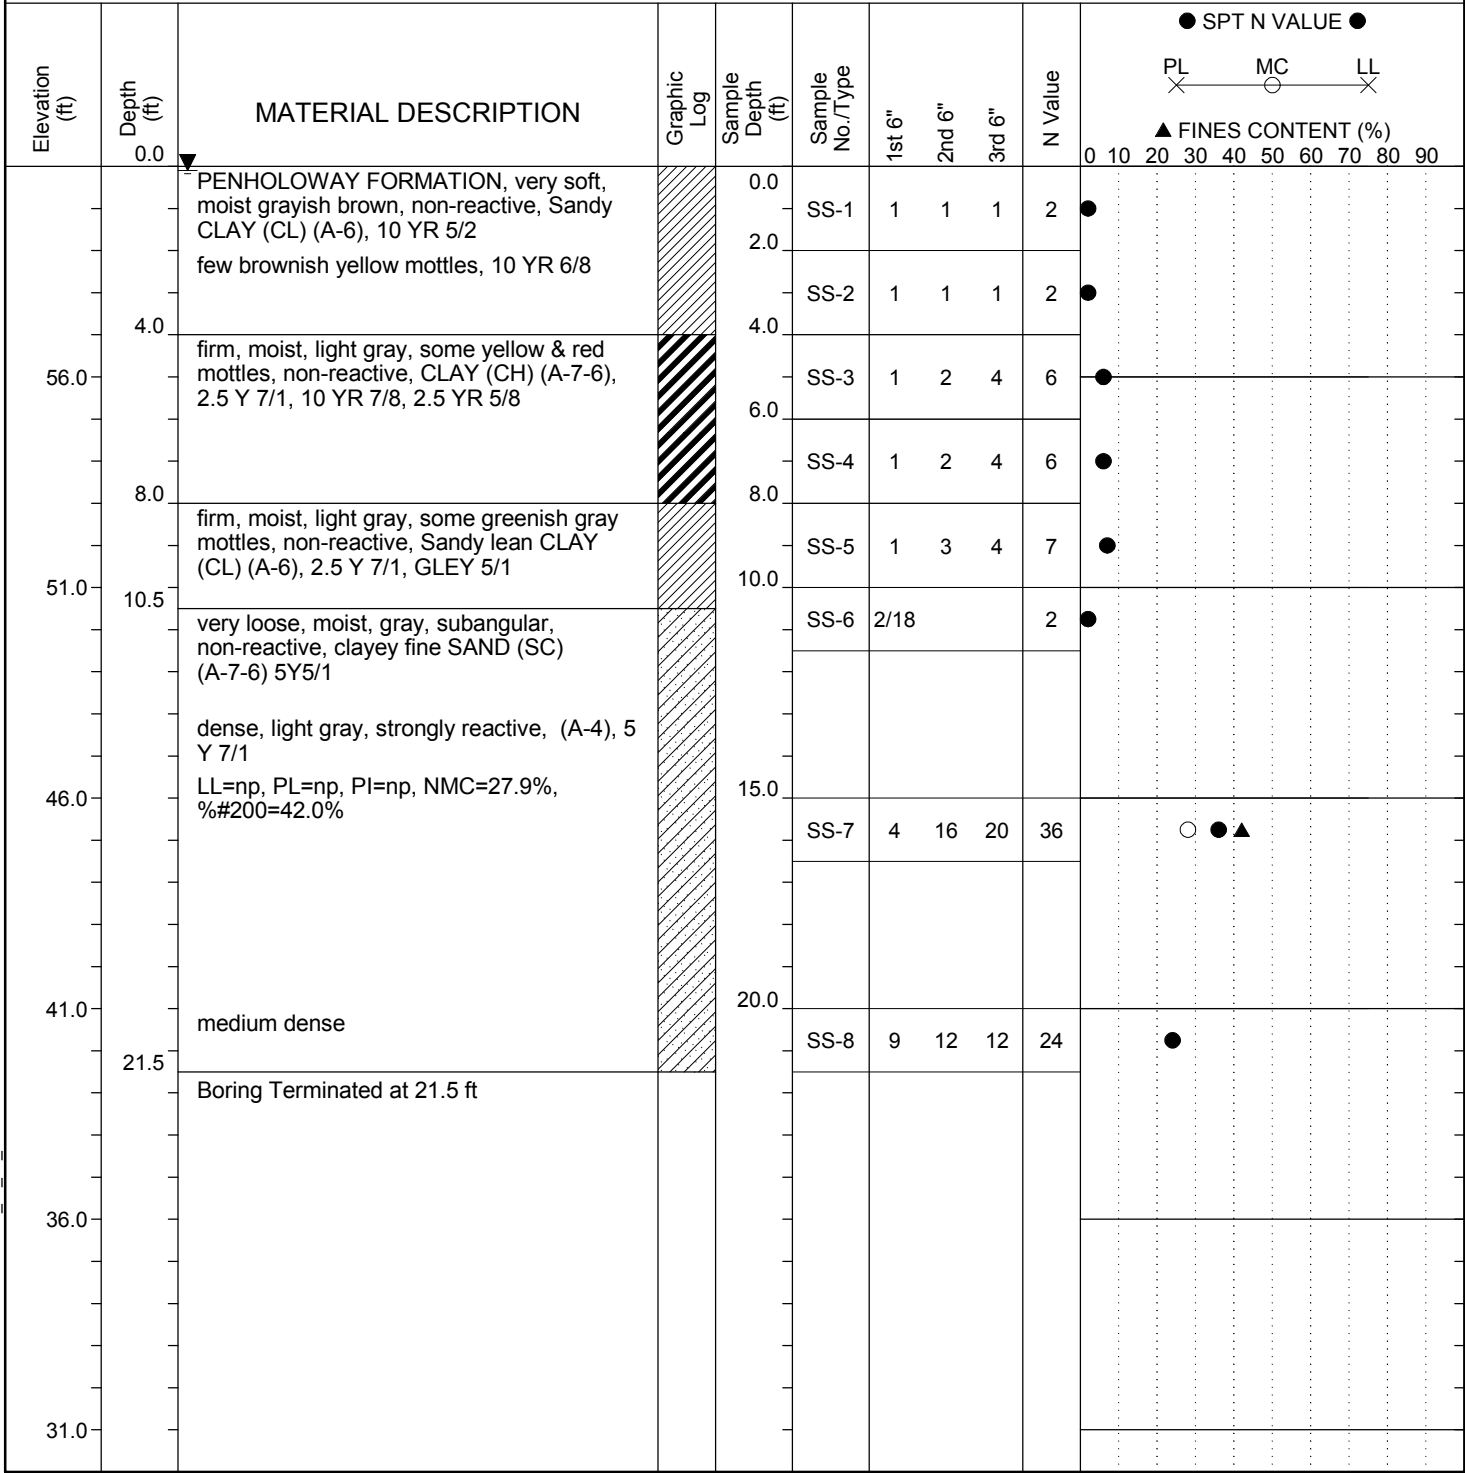 ● SPT N VALUE ●
PL MC LL
▲ FINES CONTENT (%)
0 10 20 30 40 50 60 70 80 90
Elevation
(ft)
Depth
(ft)
MATERIAL DESCRIPTION
Graphic
Log
Sample
Depth
(ft)
Sample
No./Type
1st 6"
2nd 6"
3rd 6"
N Value
0.0
PENHOLOWAY FORMATION, very soft,
moist grayish brown, non-reactive, Sandy
CLAY (CL) (A-6), 10 YR 5/2
few brownish yellow mottles, 10 YR 6/8
0.0
SS-1 1 1 1 2
2.0
SS-2 1 1 1 2
4.0
4.0
firm, moist, light gray, some yellow & red
mottles, non-reactive, CLAY (CH) (A-7-6),
2.5 Y 7/1, 10 YR 7/8, 2.5 YR 5/8
56.0
SS-3 1 2 4 6
6.0
SS-4 1 2 4 6
8.0
8.0
firm, moist, light gray, some greenish gray
mottles, non-reactive, Sandy lean CLAY
(CL) (A-6), 2.5 Y 7/1, GLEY 5/1
SS-5 1 3 4 7
51.0
10.0
10.5
very loose, moist, gray, subangular,
non-reactive, clayey fine SAND (SC)
(A-7-6) 5Y5/1
SS-6 2/18 2
dense, light gray, strongly reactive, (A-4), 5
Y 7/1
LL=np, PL=np, PI=np, NMC=27.9%,
%#200=42.0%
46.0
15.0
SS-7 4 16 20 36
41.0
20.0
medium dense
SS-8 9 12 12 24
21.5
Boring Terminated at 21.5 ft
36.0
31.0